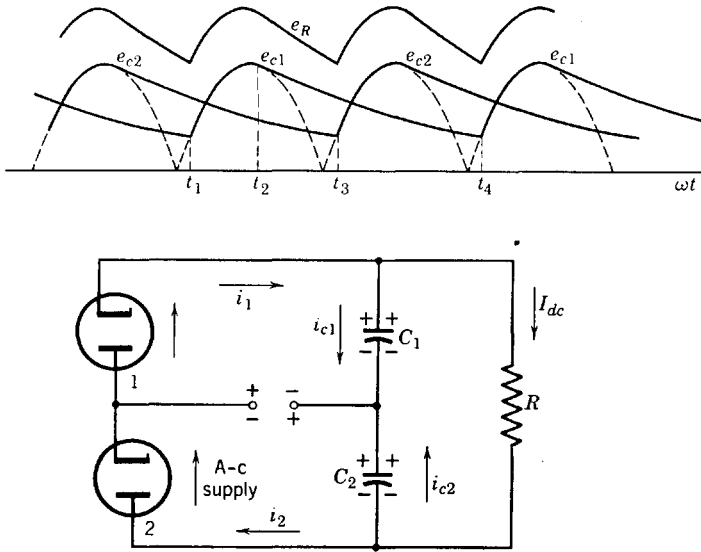 e_R
e_c2 e_c1 e_c2 e_c1
t_1 t_2 t_3 t_4 ωt
i_1 i_c1 + + C_1 - - I_dc
1 + - - + R
A-c
supply
C_2 + + - - i_c2
2 i_2